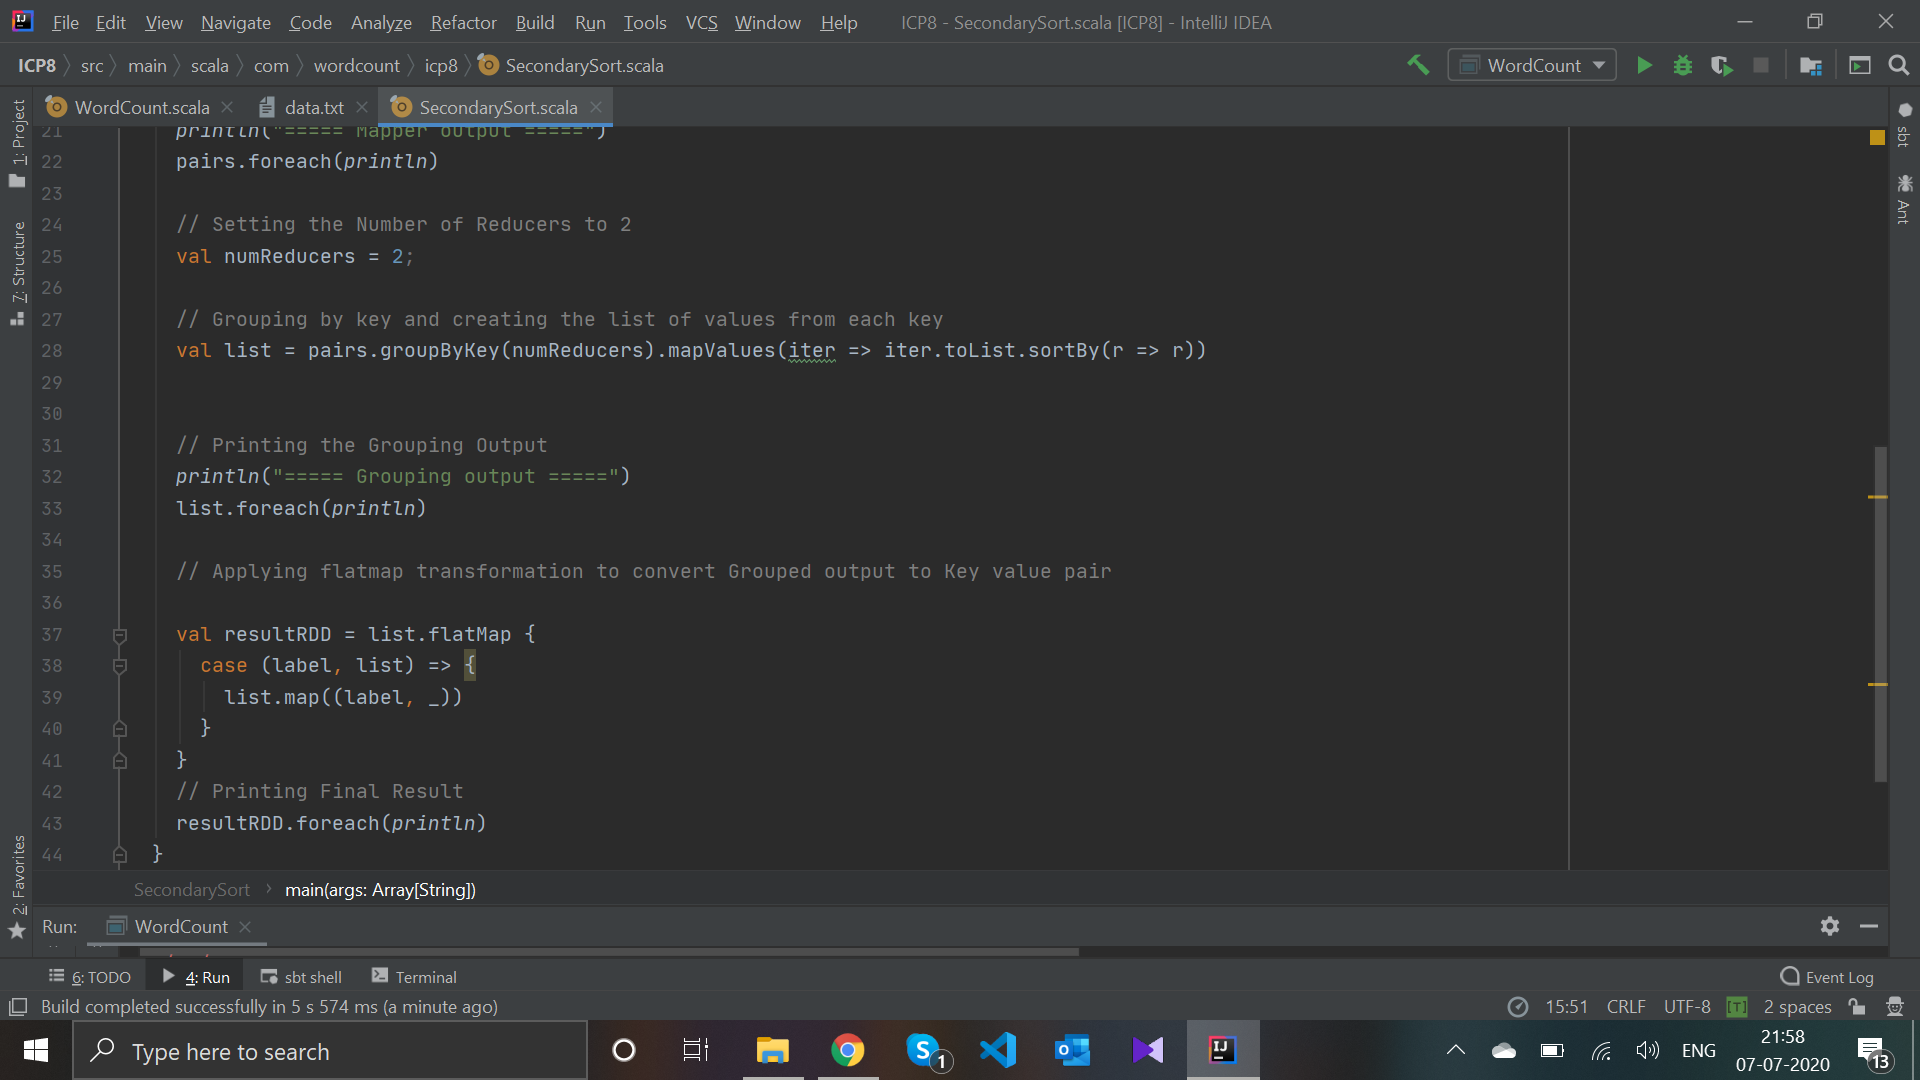 File Edit View Navigate Code Analyze Refactor Build Run Tools VCS Window Help ICP8 - SecondarySort.scala [ICP8] - IntelliJ IDEA
ICP8 src main scala com wordcount icp8 SecondarySort.scala WordCount
WordCount.scala data.txt SecondarySort.scala
1: Project
7: Structure
2: Favorites
sbt
Ant
21 println("===== Mapper output =====")
22 pairs.foreach(println)
23
24 // Setting the Number of Reducers to 2
25 val numReducers = 2;
26
27 // Grouping by key and creating the list of values from each key
28 val list = pairs.groupByKey(numReducers).mapValues(iter => iter.toList.sortBy(r => r))
29
30
31 // Printing the Grouping Output
32 println("===== Grouping output =====")
33 list.foreach(println)
34
35 // Applying flatmap transformation to convert Grouped output to Key value pair
36
37 val resultRDD = list.flatMap {
38 case (label, list) => {
39 list.map((label, _))
40 }
41 }
42 // Printing Final Result
43 resultRDD.foreach(println)
44 }
SecondarySort main(args: Array[String])
Run: WordCount
6: TODO 4: Run sbt shell Terminal Event Log
Build completed successfully in 5 s 574 ms (a minute ago) 15:51 CRLF UTF-8 [T] 2 spaces
Type here to search S 1 IJ ENG 21:58
07-07-2020 13